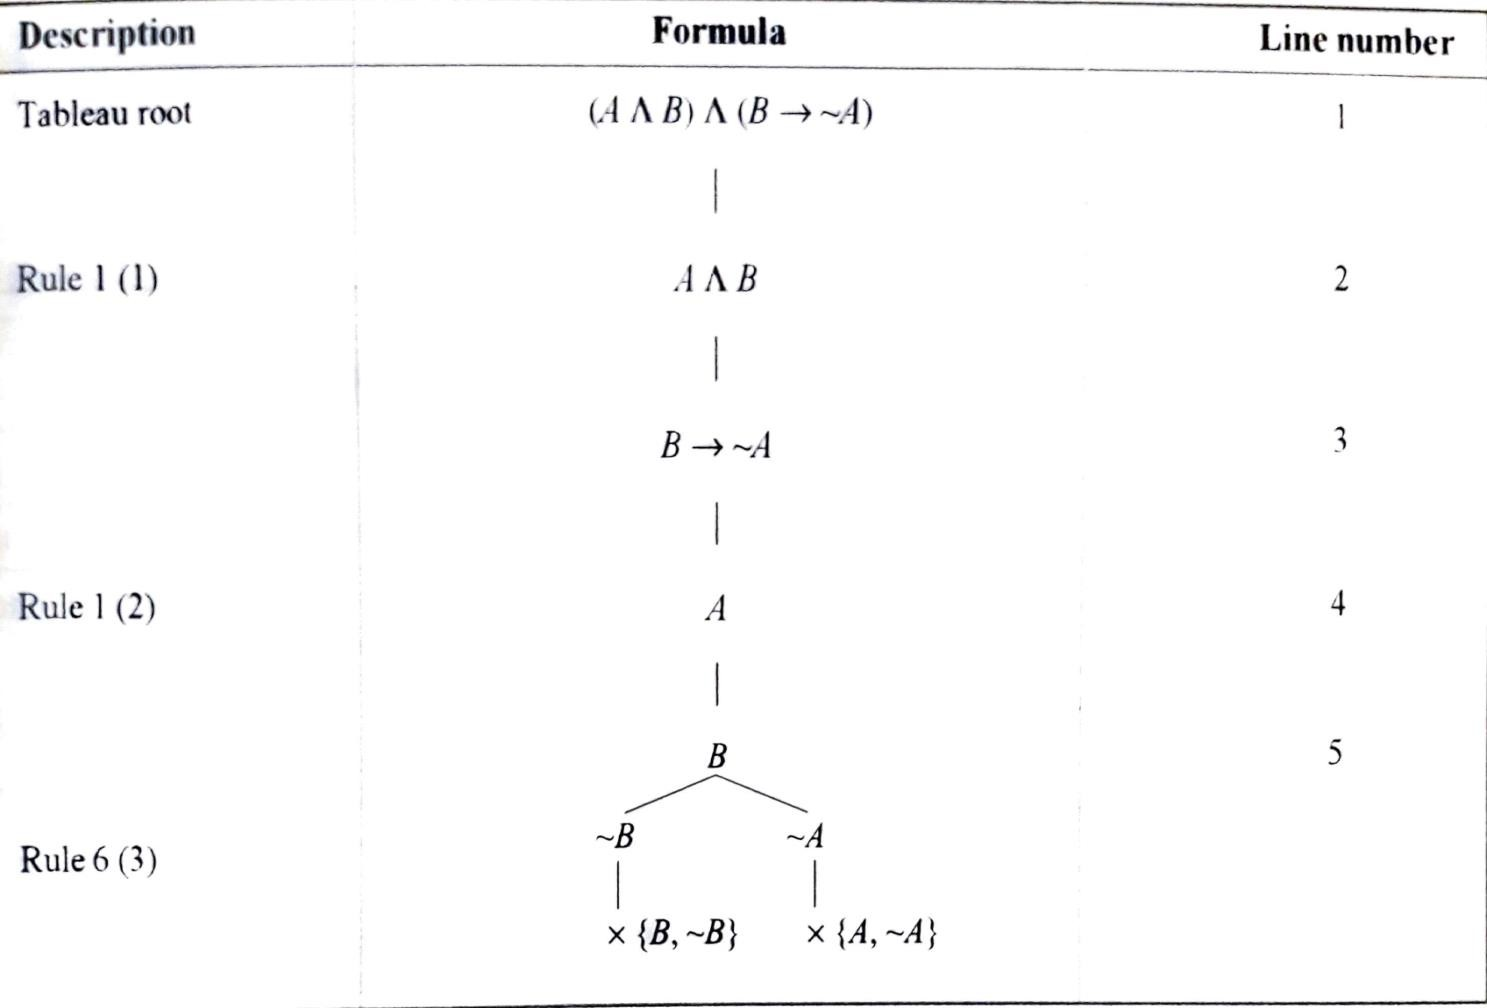 Description Formula Line number
Tableau root (A Λ B) Λ (B → ~A) 1
Rule 1 (1) A Λ B 2
B → ~A 3
Rule 1 (2) A 4
B 5
~B ~A
Rule 6 (3)
× {B, ~B} × {A, ~A}